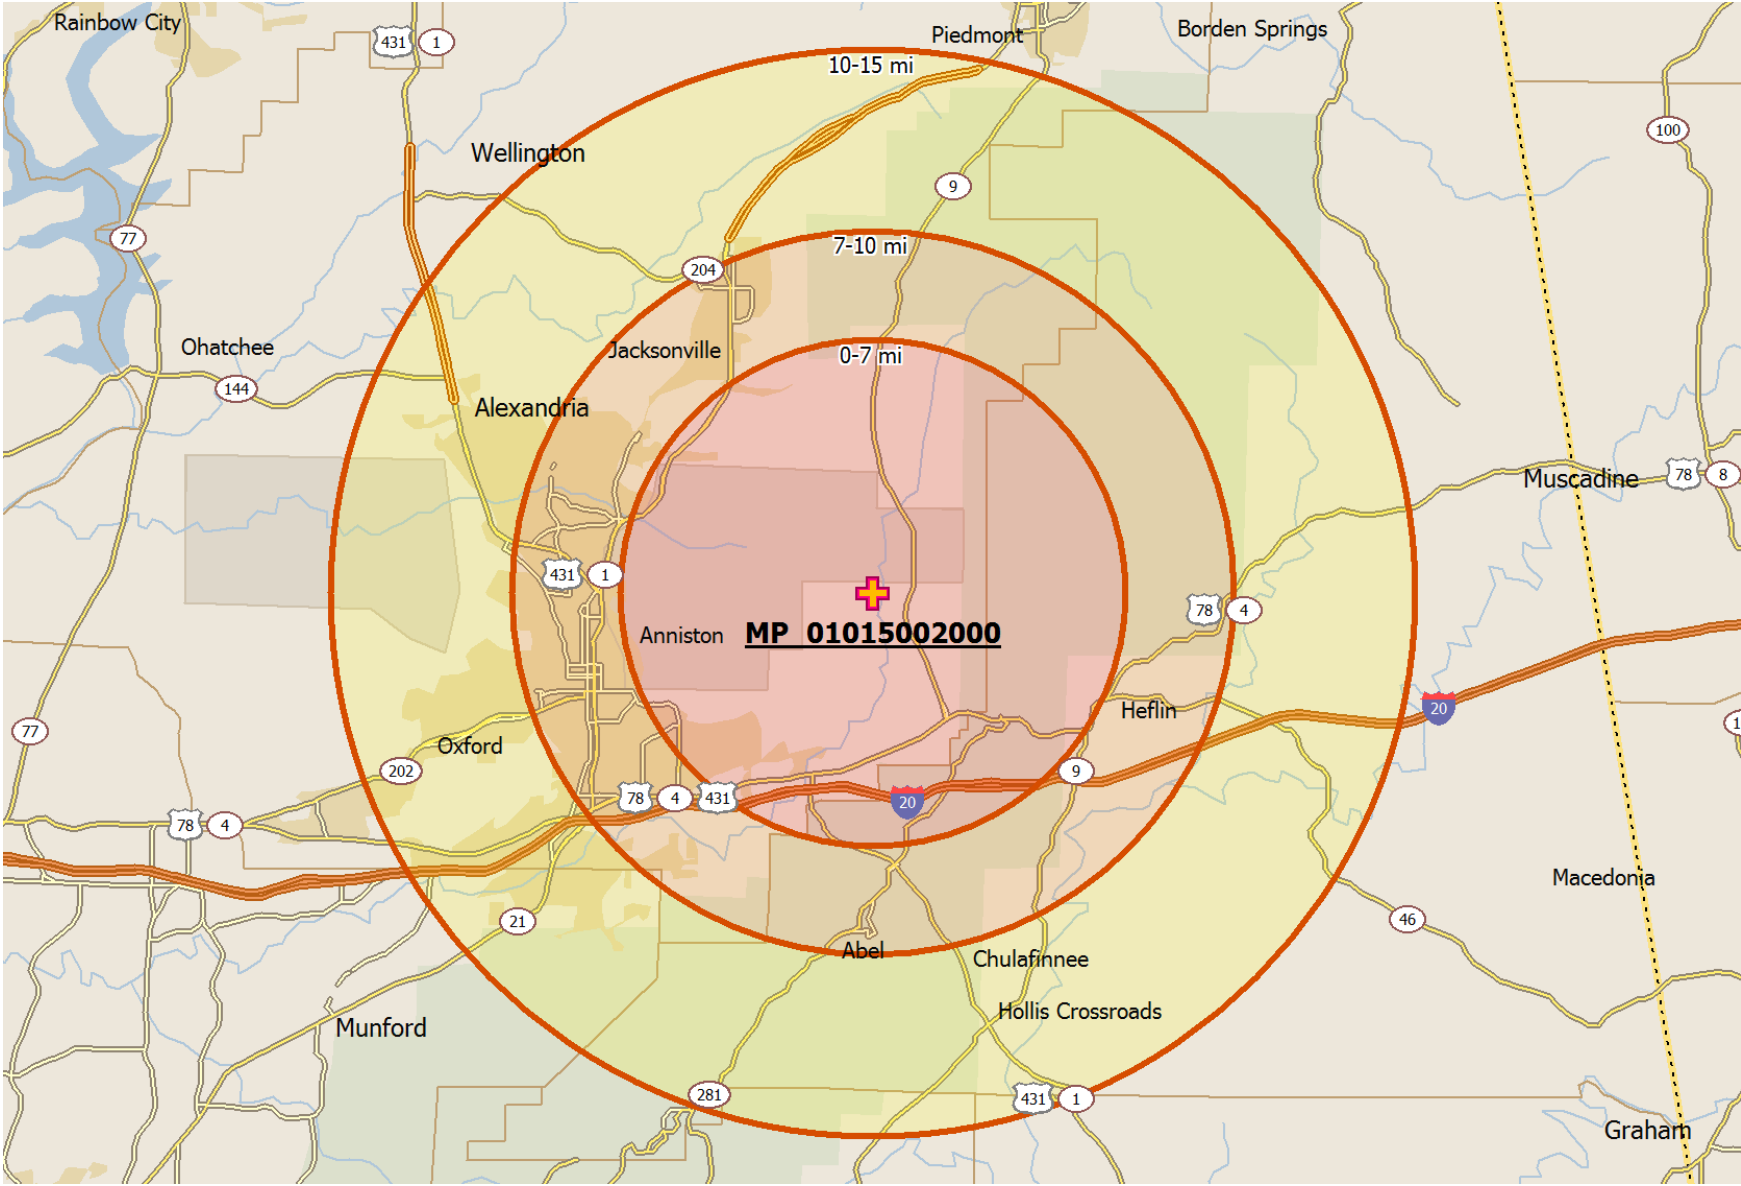 Rainbow City
431
1
Piedmont
Borden Springs
10-15 mi
100
Wellington
9
77
7-10 mi
204
Ohatchee
Jacksonville
0-7 mi
144
Alexandria
Muscadine
78
8
431
1
78
4
Anniston
MP 01015002000
Heflin
20
77
Oxford
202
9
78
4
431
20
78
4
Macedonia
21
46
Abel
Chulafinnee
Hollis Crossroads
Munford
281
431
1
Graham